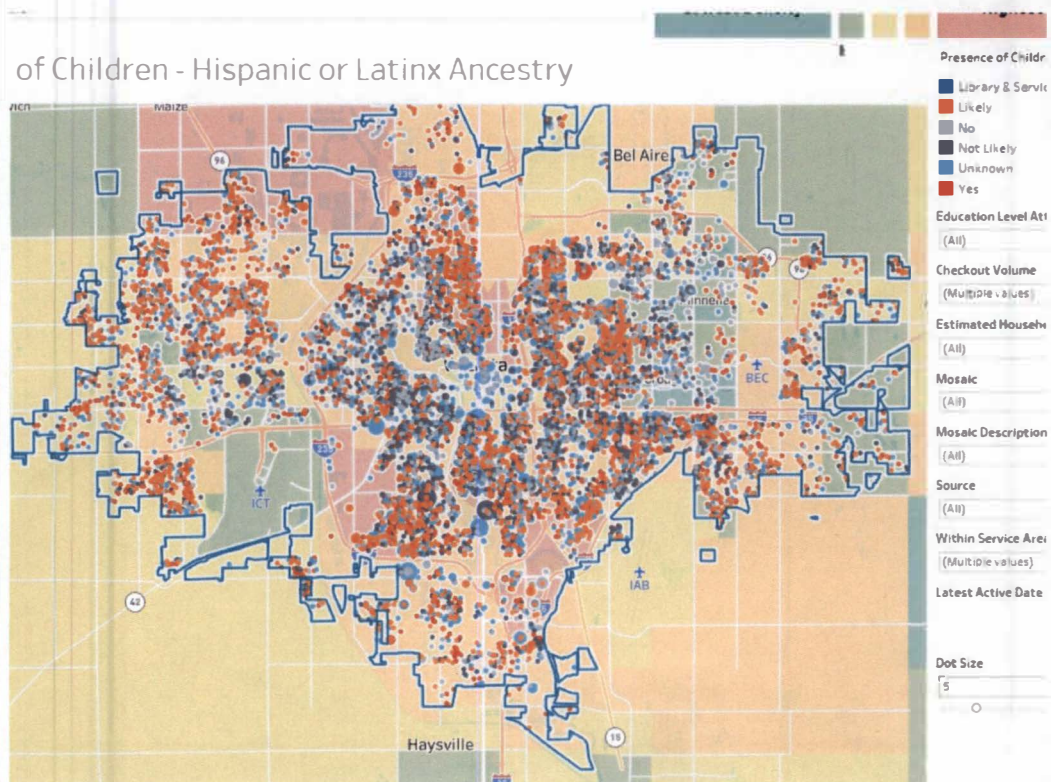 of Children - Hispanic or Latinx Ancestry
Presence of Childr
Library & Servic
Likely
No
Not Likely
Unknown
Yes
Education Level Att
(All)
Checkout Volume
(Multiple values)
Estimated Househ
(All)
Mosaic
(All)
Mosaic Description
(All)
Source
(All)
Within Service Area
(Multiple values)
Latest Active Date
Dot Size
5
Maize
96
235
Bel Aire
BEC
235
ICT
IAB
42
15
Haysville